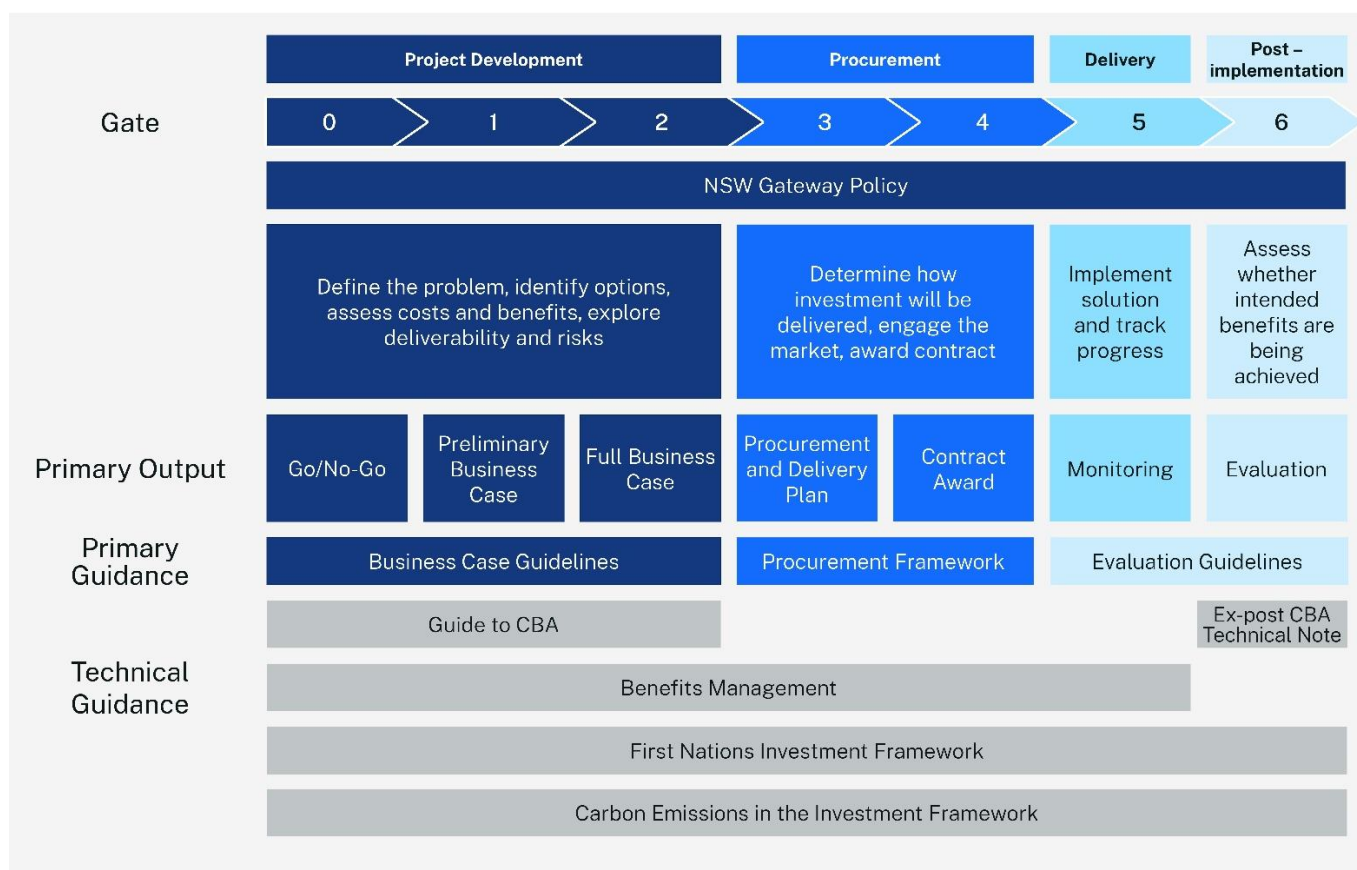 Project Development
Procurement
Delivery
Post –
implementation
Gate
0
1
2
3
4
5
6
NSW Gateway Policy
Define the problem, identify options,
assess costs and benefits, explore
deliverability and risks
Determine how
investment will be
delivered, engage the
market, award contract
Implement
solution
and track
progress
Assess
whether
intended
benefits are
being
achieved
Primary Output
Go/No-Go
Preliminary
Business
Case
Full Business
Case
Procurement
and Delivery
Plan
Contract
Award
Monitoring
Evaluation
Primary
Guidance
Business Case Guidelines
Procurement Framework
Evaluation Guidelines
Technical
Guidance
Guide to CBA
Ex-post CBA
Technical Note
Benefits Management
First Nations Investment Framework
Carbon Emissions in the Investment Framework